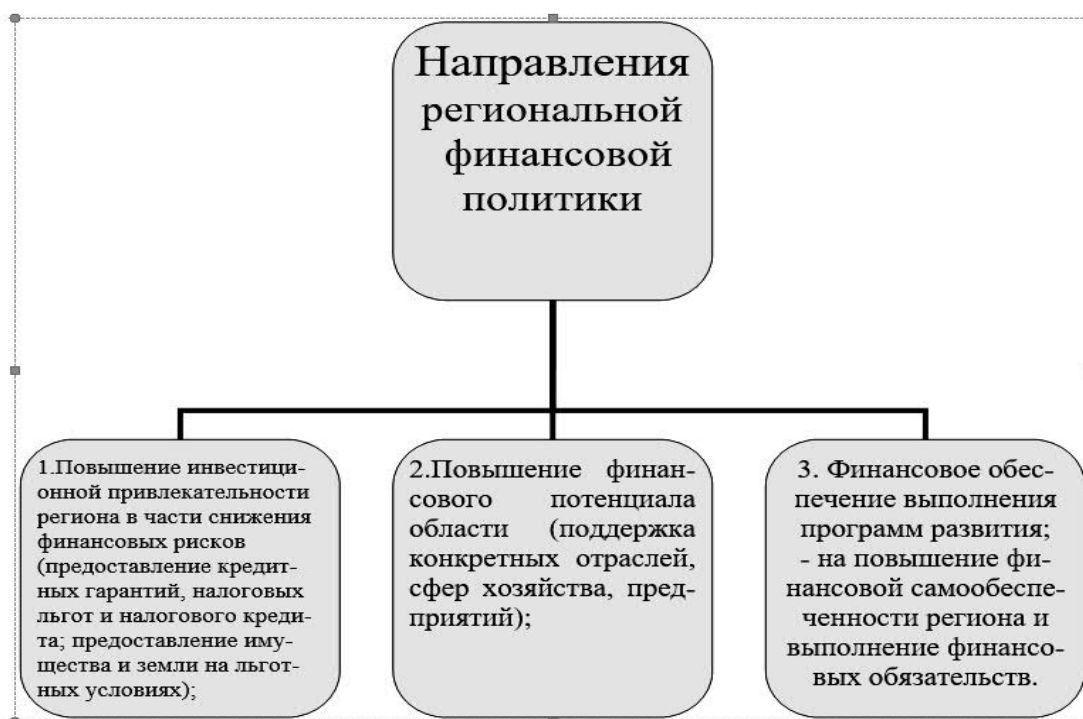 Направления
региональной
финансовой
политики
1.Повышение инвестици-
онной привлекательности
региона в части снижения
финансовых рисков
(предоставление кредит-
ных гарантий, налоговых
льгот и налогового креди-
та; предоставление иму-
щества и земли на льгот-
ных условиях);
2.Повышение финан-
сового потенциала
области (поддержка
конкретных отраслей,
сфер хозяйства, пред-
приятий);
3. Финансовое обес-
печение выполнения
программ развития;
- на повышение фи-
нансовой самообеспе-
ченности региона и
выполнение финансо-
вых обязательств.